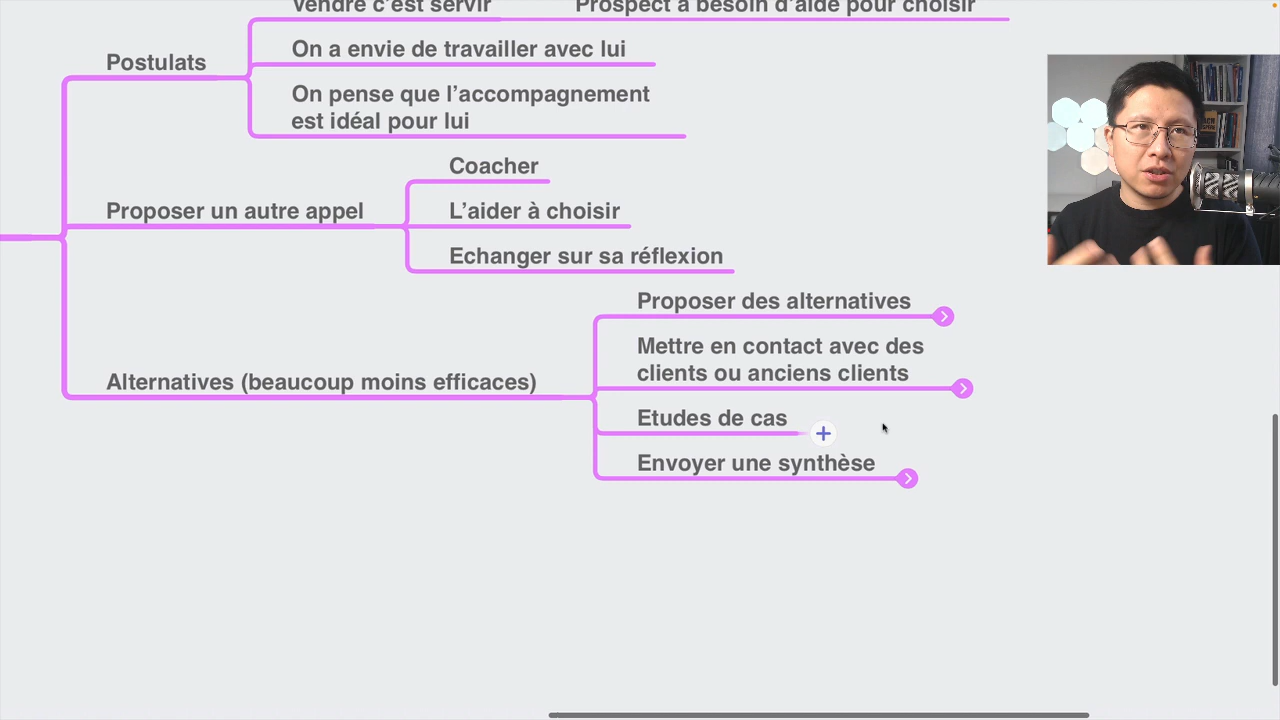 Vendre c'est servir
Prospect a besoin d'aide pour choisir
Postulats
On a envie de travailler avec lui
On pense que l'accompagnement
est idéal pour lui
Coacher
Proposer un autre appel
L'aider à choisir
Echanger sur sa réflexion
Proposer des alternatives
Mettre en contact avec des
clients ou anciens clients
Alternatives (beaucoup moins efficaces)
Etudes de cas
Envoyer une synthèse